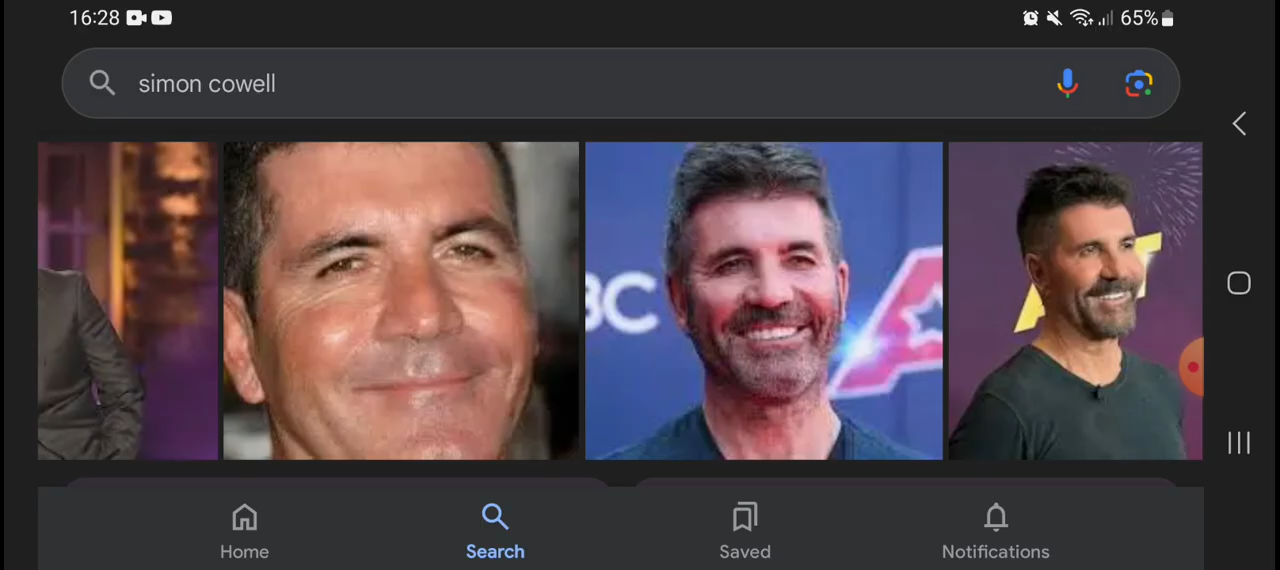 16:28
65%
simon cowell
BC
A
Home
Search
Saved
Notifications